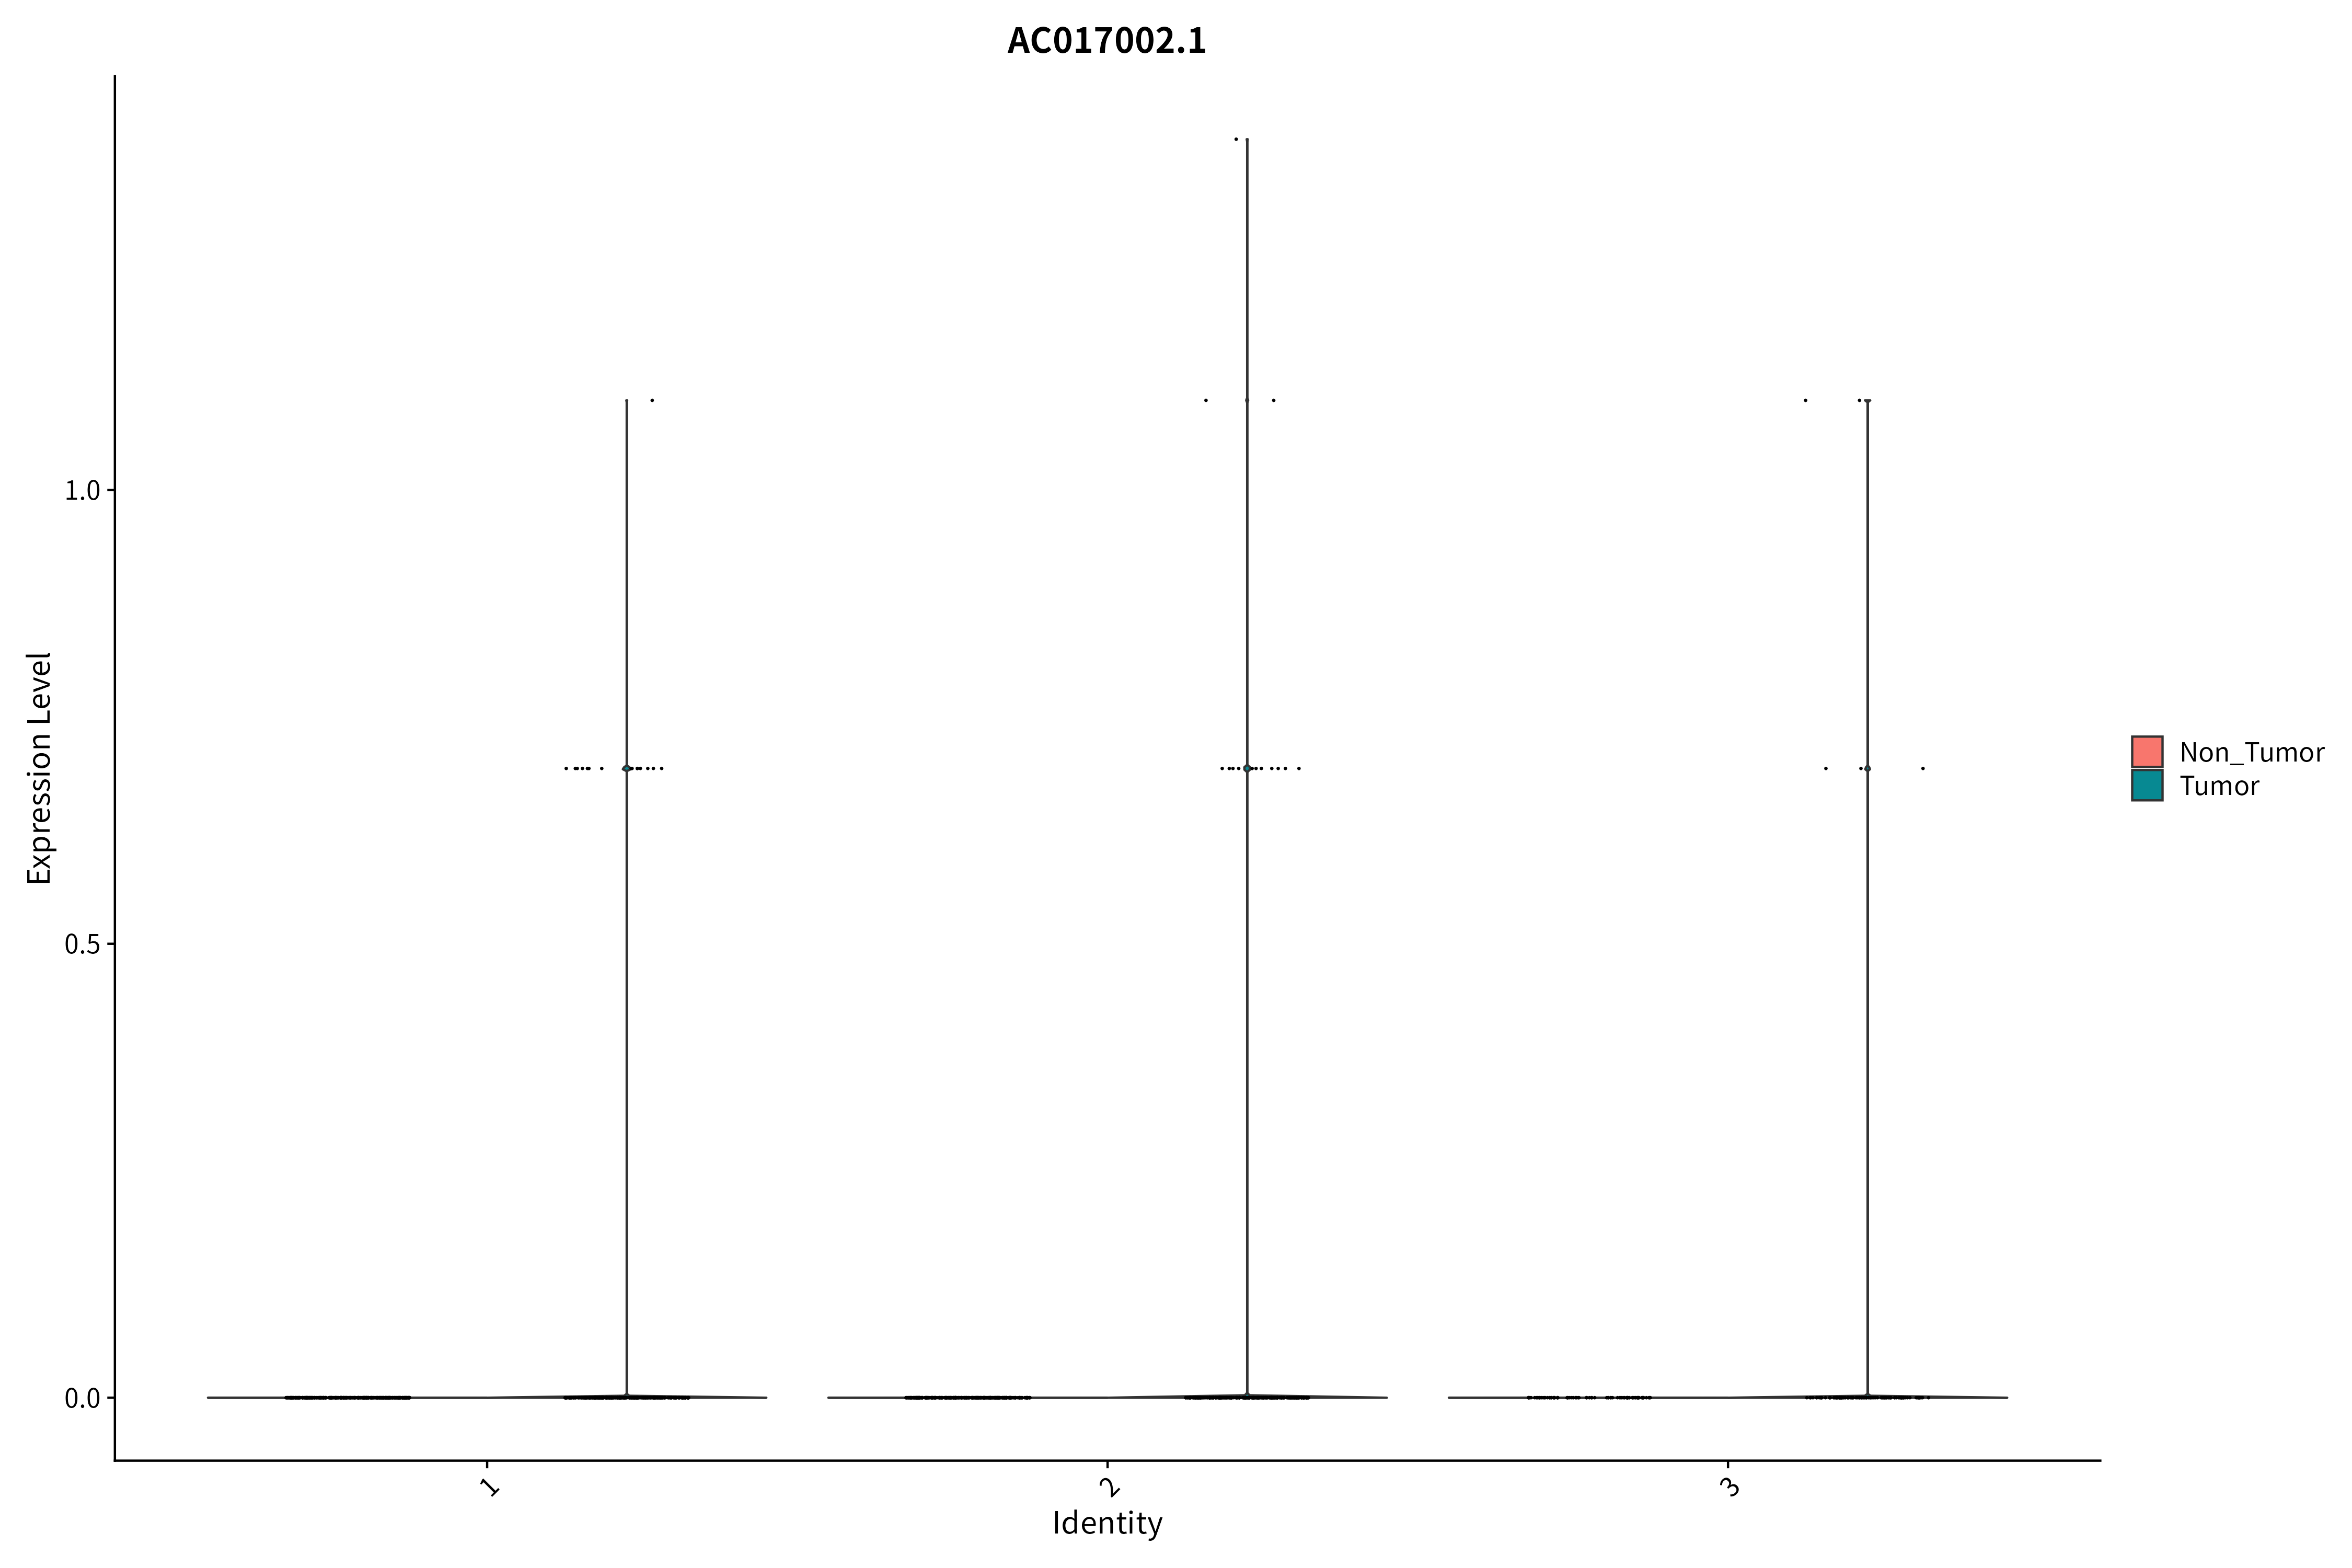 AC017002.1
Expression Level
1.0
0.5
0.0
1
2
3
Identity
Non_Tumor
Tumor